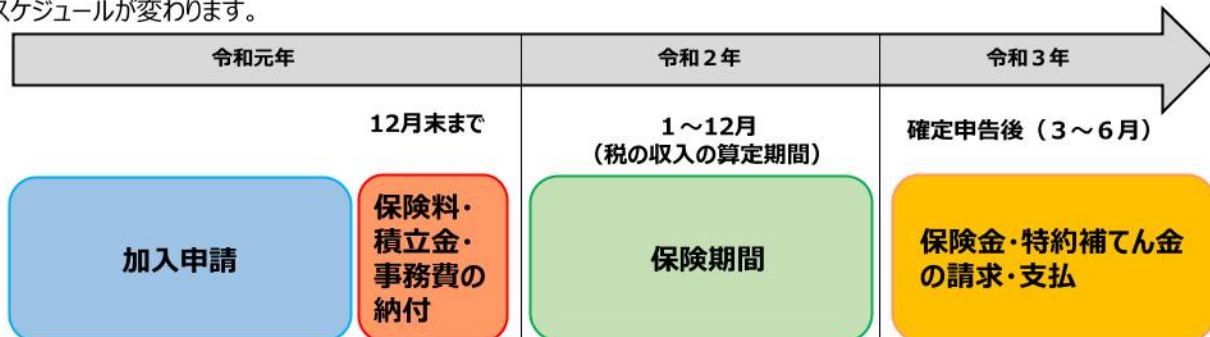 スケジュールが変わります。
令和元年
令和2年
令和3年
12月末まで
1～12月
（税の収入の算定期間）
確定申告後（3～6月）
加入申請
保険料・
積立金・
事務費の
納付
保険期間
保険金・特約補てん金
の請求・支払